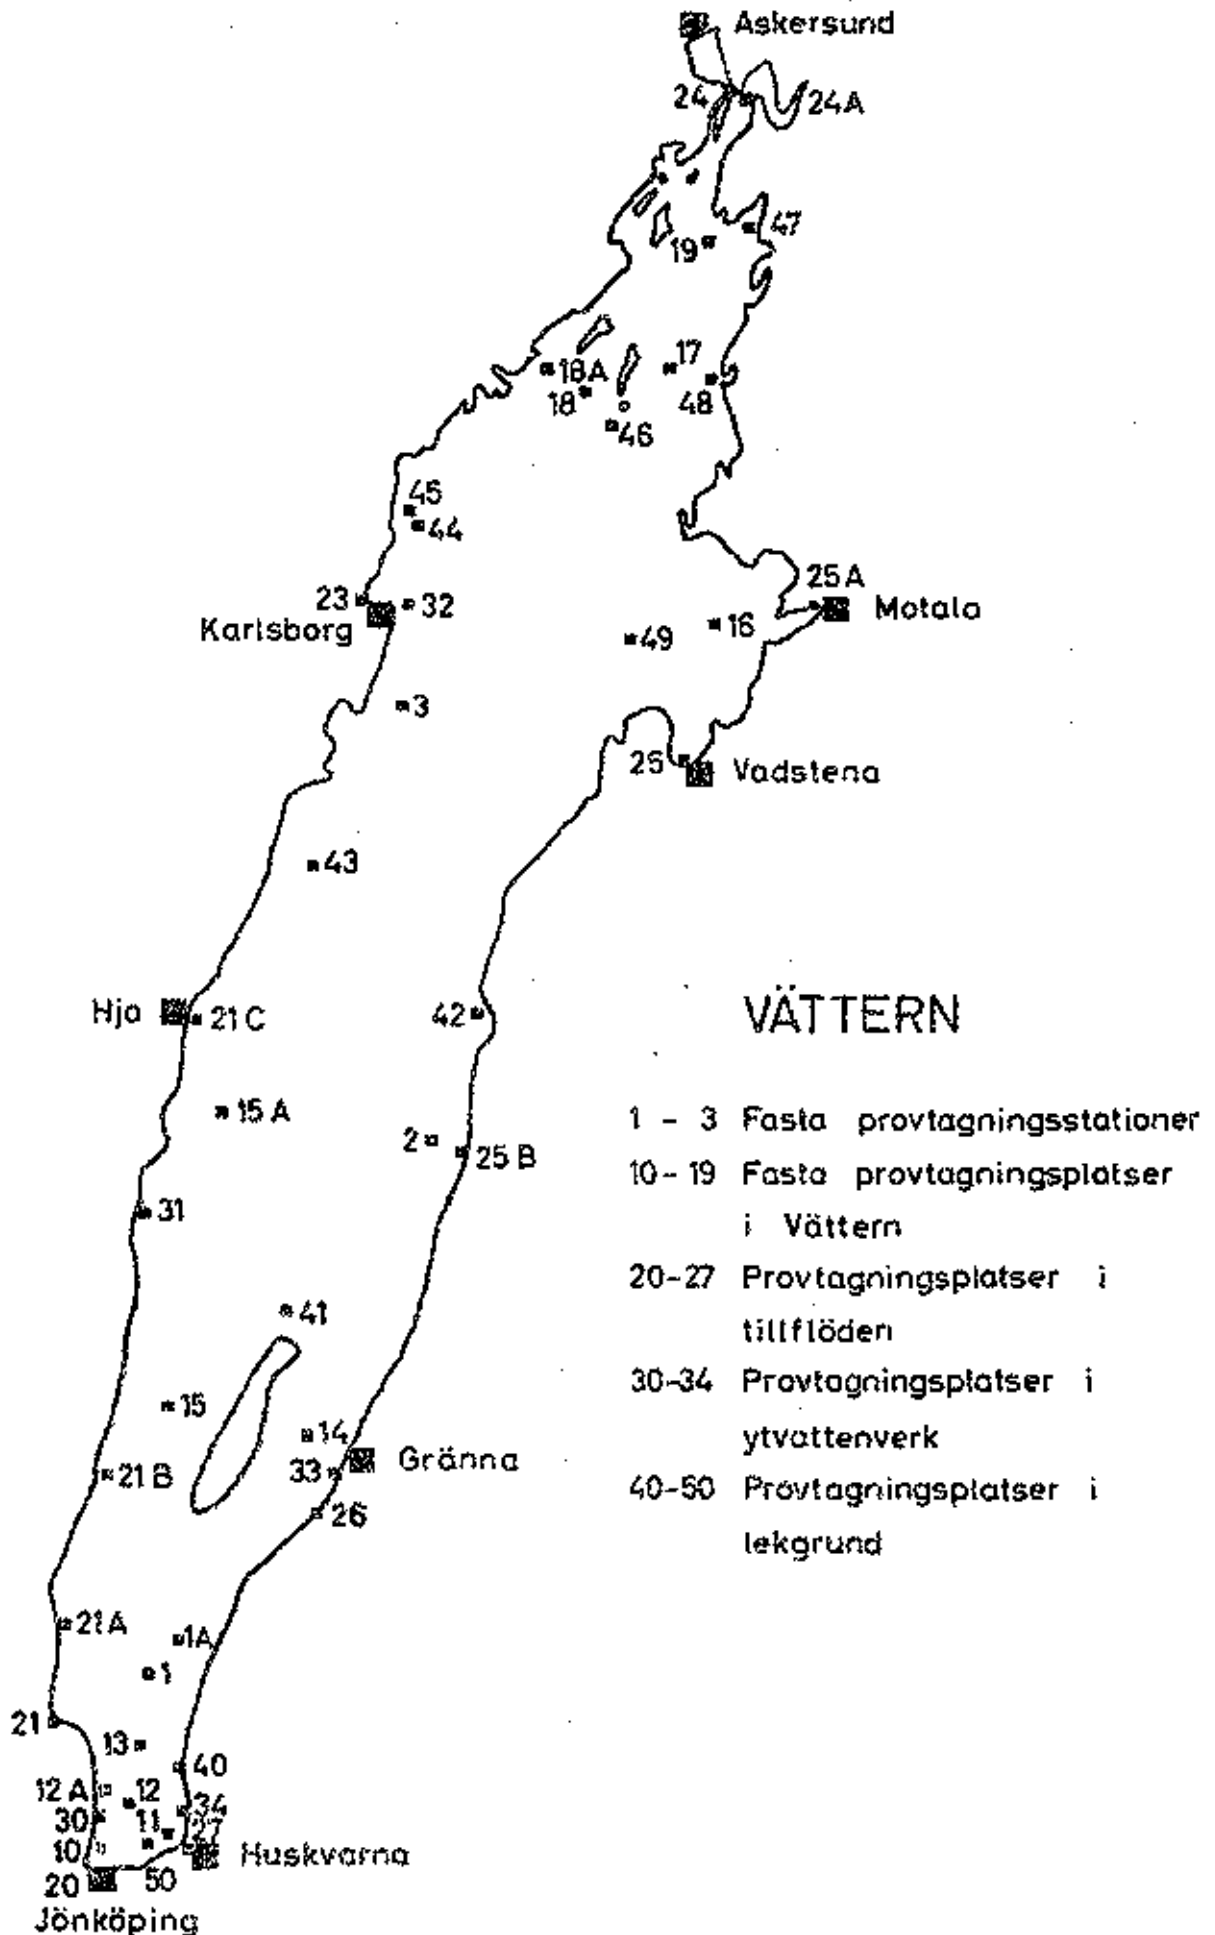 Askersund
24
24A
47
19
17
18A
18
48
46
45
44
25A
23
32
Motala
Karlsborg
16
49
3
25
Vadstena
43
Hjo
21 C
42
VÄTTERN
15 A
1 - 3 Fasta provtagningsstationer
2
25 B
10 - 19 Fasta provtagningsplatser
i Vättern
31
20-27 Provtagningsplatser i
tillflöden
41
30-34 Provtagningsplatser i
ytvattenverk
15
14
21 B
33
Gränna
40-50 Provtagningsplatser i
lekgrund
26
21A
1A
1
21
13
40
12 A
12
34
30
11
27
10
Huskvarna
20
50
Jönköping